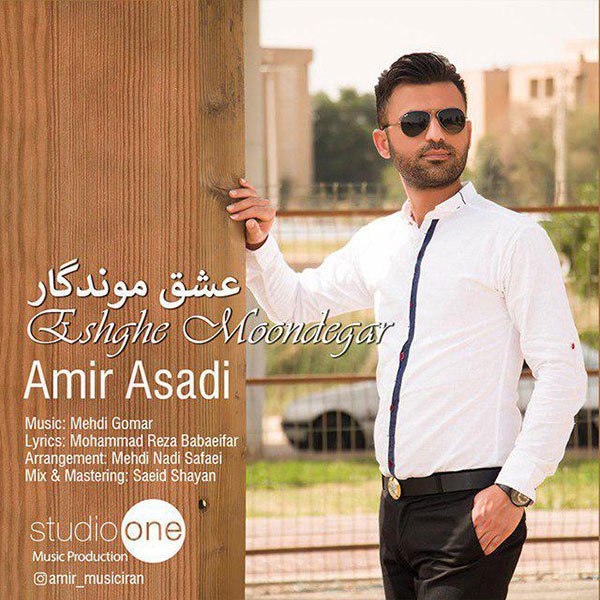 عشق موندگار
Eshghe Moondegar
Amir Asadi
Music: Mehdi Gomar
Lyrics: Mohammad Reza Babaeifar
Arrangement: Mehdi Nadi Safaei
Mix & Mastering: Saeid Shayan
studio one
Music Production
amir_musiciran